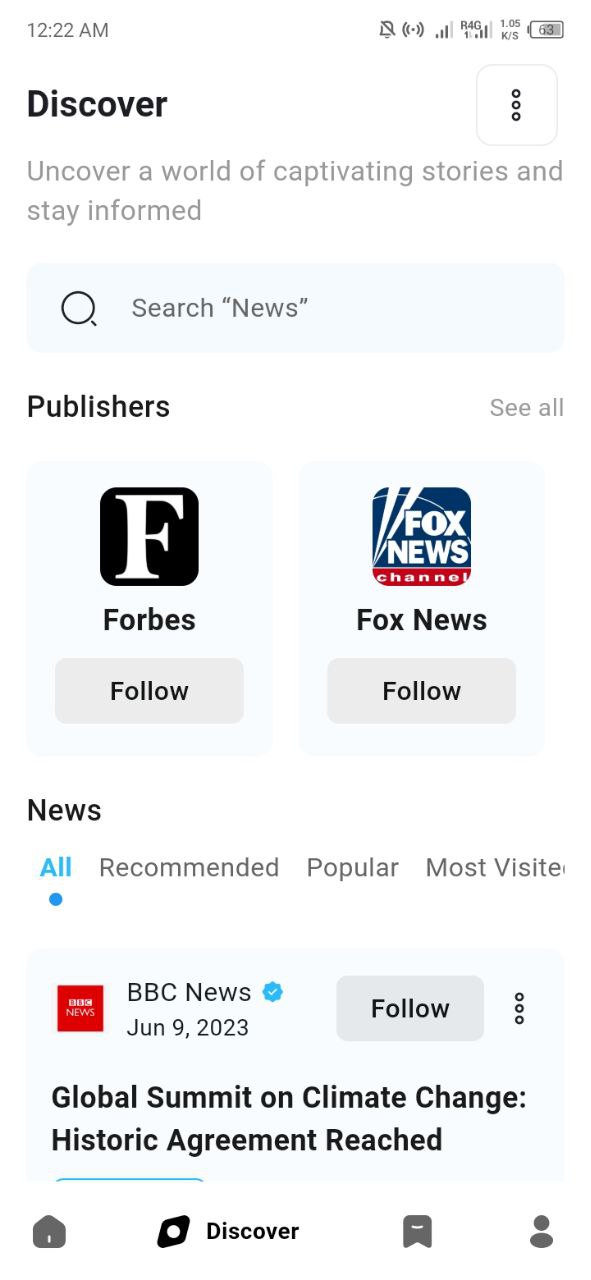 12:22 AM
R4G
1.05
K/S
63
Discover
Uncover a world of captivating stories and
stay informed
Search “News”
Publishers
See all
F
FOX
NEWS
channel
Forbes
Fox News
Follow
Follow
News
All
Recommended
Popular
Most Visite
BBC
NEWS
BBC News
Jun 9, 2023
Follow
Global Summit on Climate Change:
Historic Agreement Reached
Discover